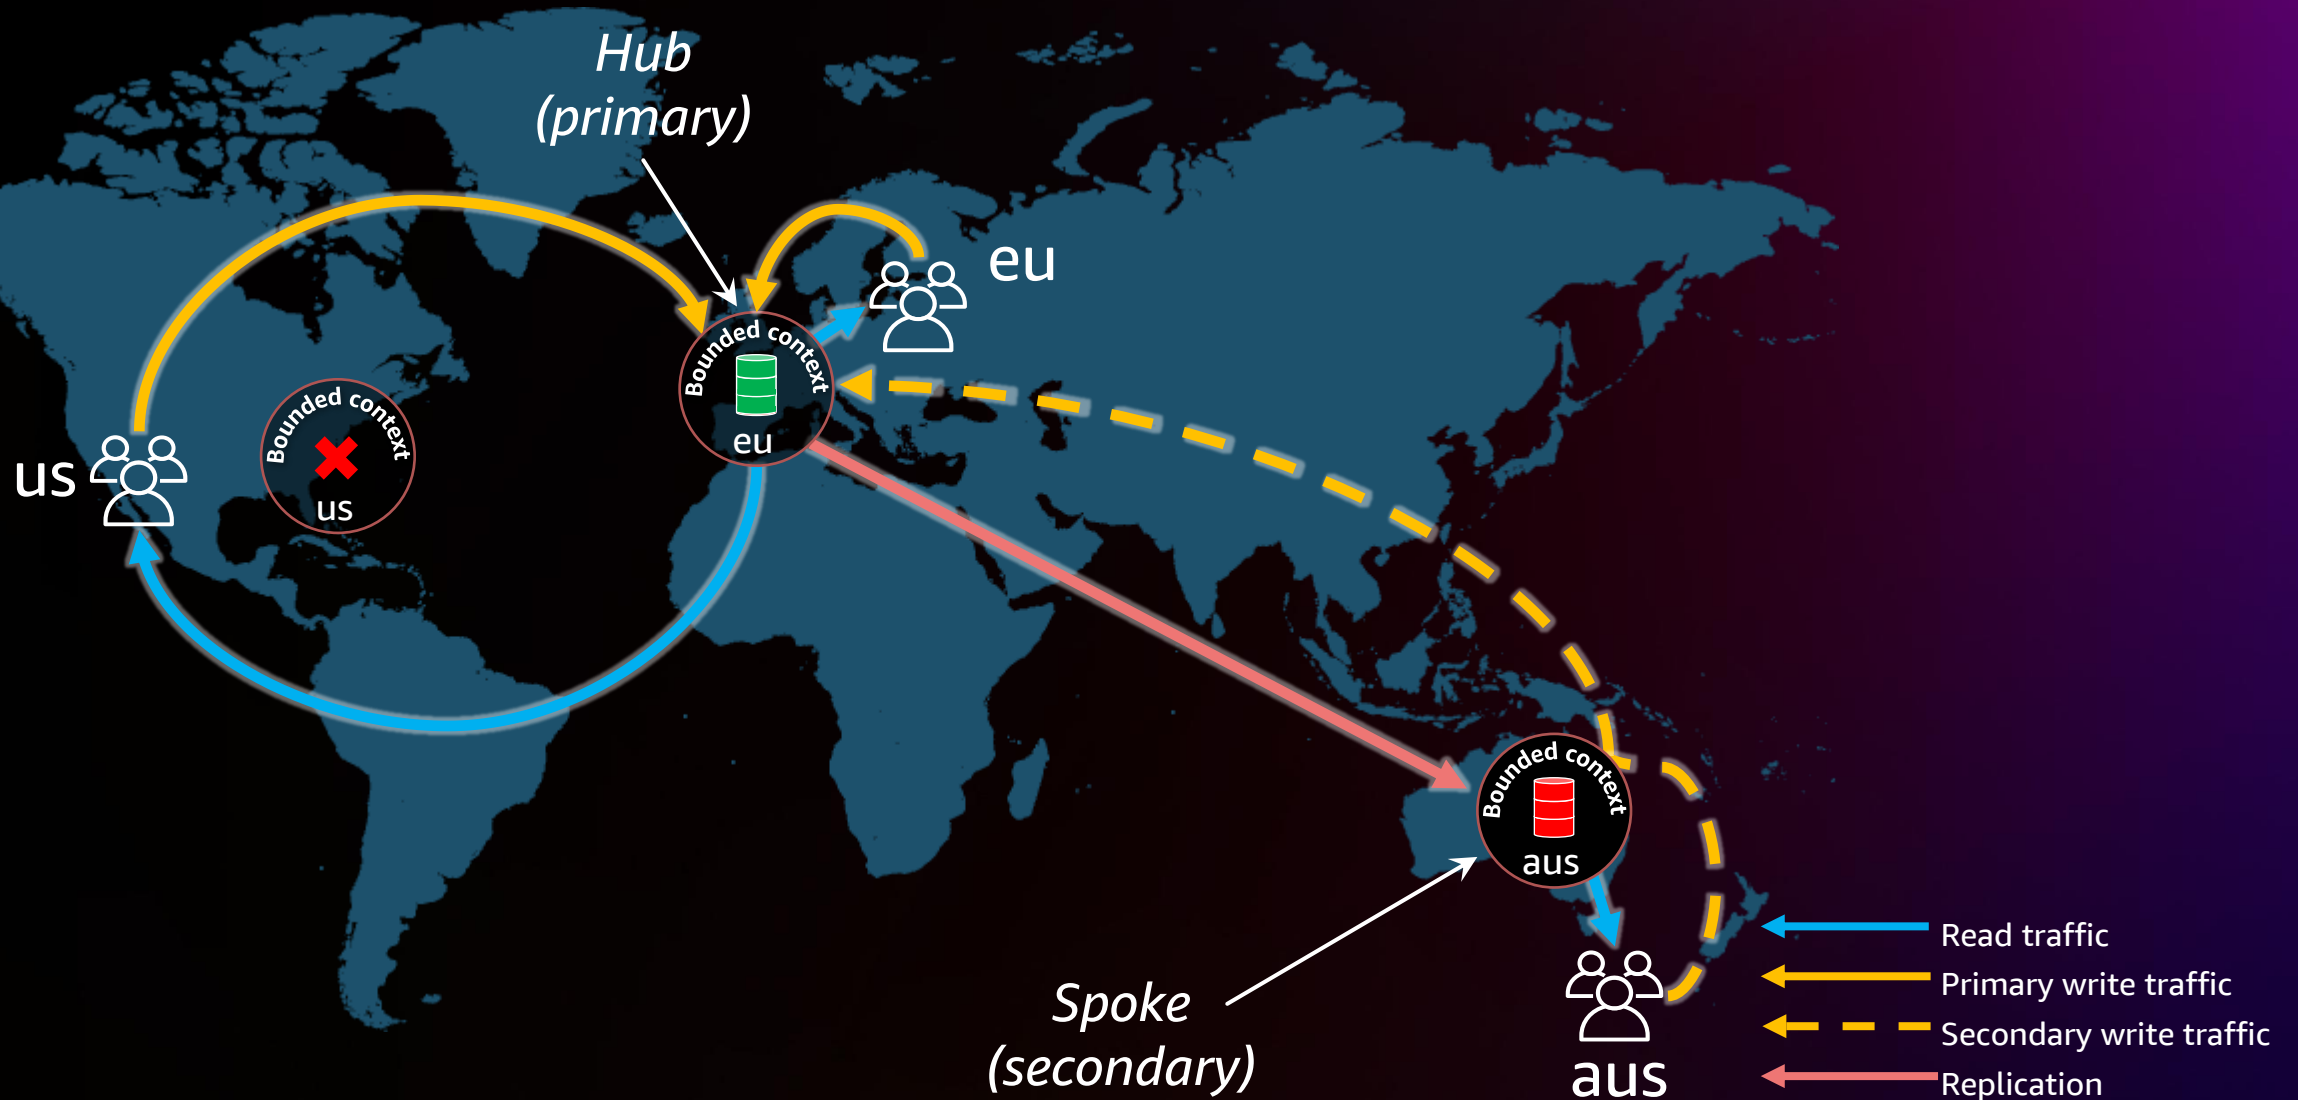 Hub
(primary)
eu
Bounded context
eu
us
Bounded context
us
Bounded context
aus
Spoke
(secondary)
aus
Read traffic
Primary write traffic
Secondary write traffic
Replication